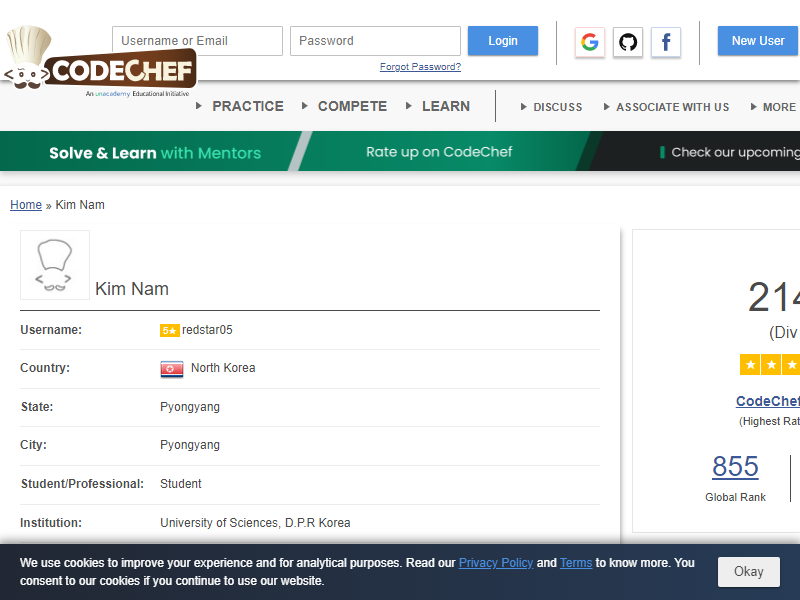 Username or Email
Password
Login
New User
Forgot Password?
CODECHEF
An unacademy Educational Initiative
PRACTICE
COMPETE
LEARN
DISCUSS
ASSOCIATE WITH US
MORE
Solve & Learn with Mentors
Rate up on CodeChef
Check our upcoming
Home » Kim Nam
Kim Nam
Username: 5★ redstar05
Country: North Korea
State: Pyongyang
City: Pyongyang
Student/Professional: Student
Institution: University of Sciences, D.P.R Korea
214
(Div
★ ★ ★
CodeChef
(Highest Rat
855
Global Rank
We use cookies to improve your experience and for analytical purposes. Read our Privacy Policy and Terms to know more. You
consent to our cookies if you continue to use our website.
Okay